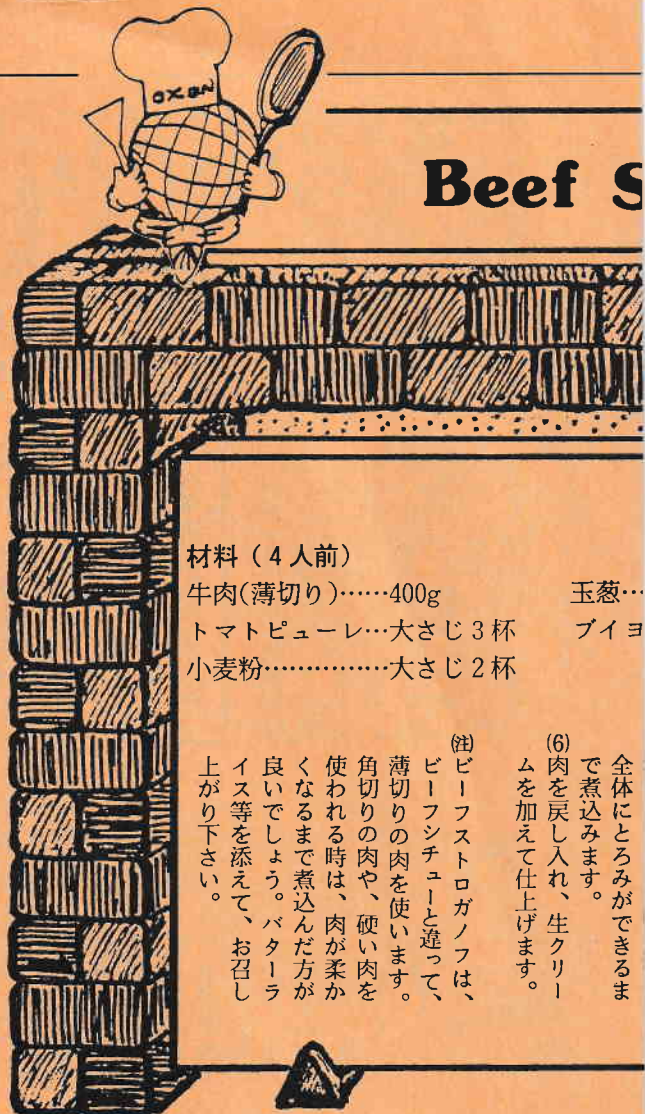 OXEN
Beef S
材料（4人前）
牛肉(薄切り)……400g
トマトピューレ…大さじ3杯
小麦粉……………大さじ2杯
玉葱…
ブイヨ
全体にとろみができるま
で煮込みます。
(6)肉を戻し入れ、生クリー
ムを加えて仕上げます。
(注)ビーフストロガノフは、
ビーフシチューと違って、
薄切りの肉を使います。
角切りの肉や、硬い肉を
使われる時は、肉が柔か
くなるまで煮込んだ方が
良いでしょう。バターラ
イス等を添えて、お召し
上がり下さい。